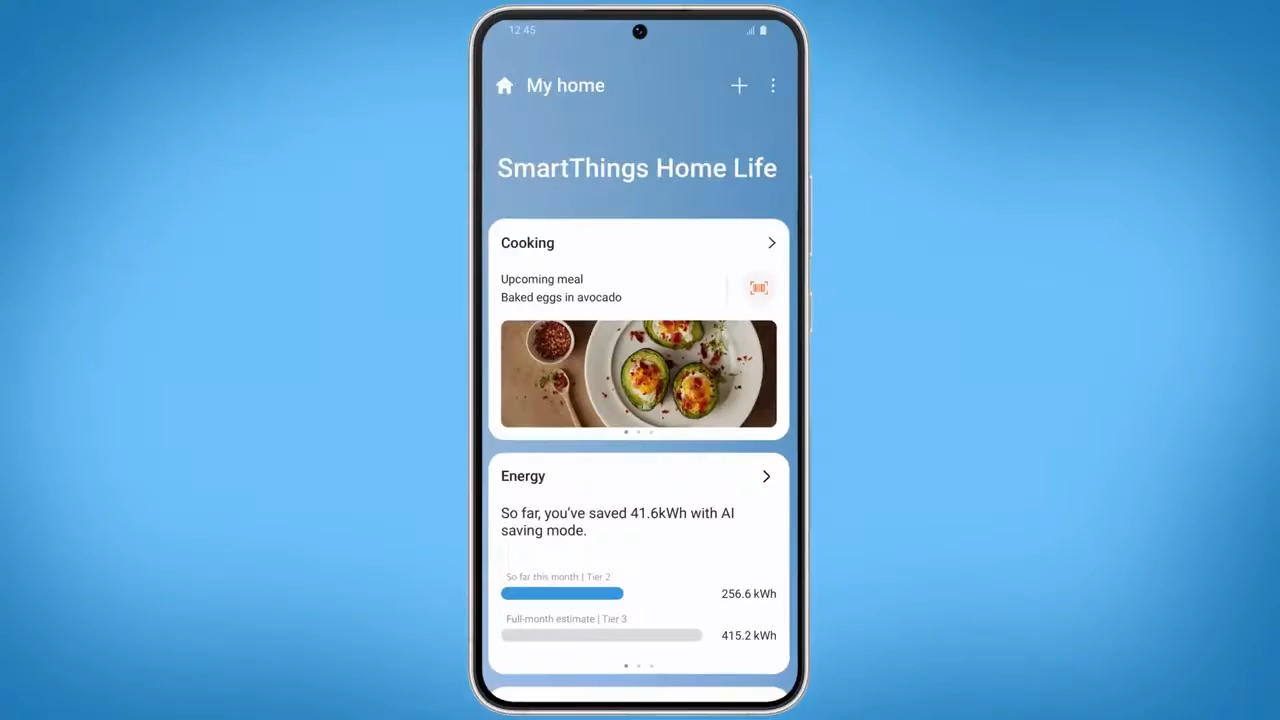 12:45
My home
SmartThings Home Life
Cooking
Upcoming meal
Baked eggs in avocado
Energy
So far, you've saved 41.6kWh with AI
saving mode.
So far this month | Tier 2
256.6 kWh
Full-month estimate | Tier 3
415.2 kWh